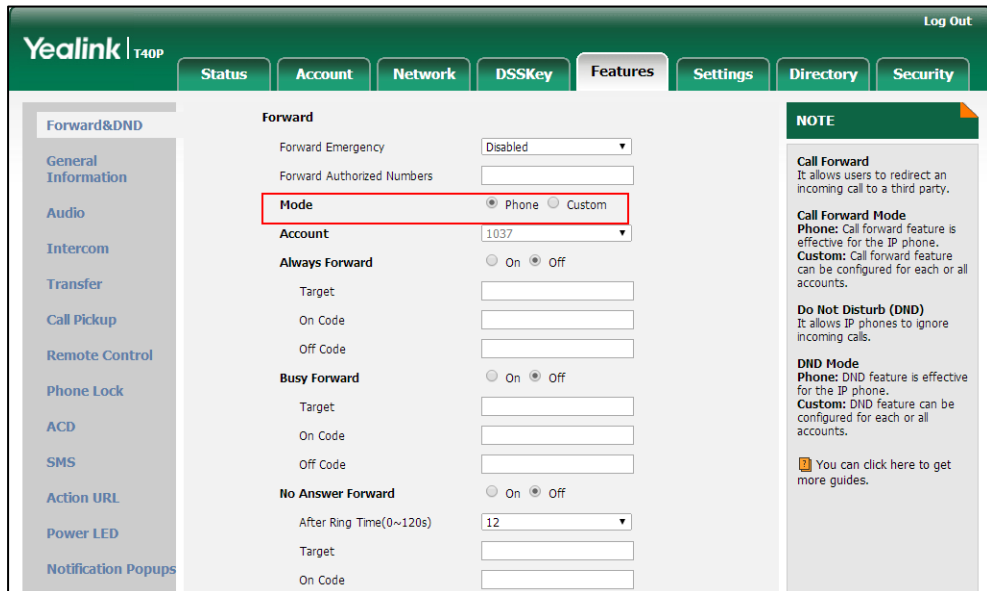 Log Out
Yealink T40P
Status Account Network DSSKey Features Settings Directory Security
Forward&DND
General
Information
Audio
Intercom
Transfer
Call Pickup
Remote Control
Phone Lock
ACD
SMS
Action URL
Power LED
Notification Popups
Forward
Forward Emergency Disabled
Forward Authorized Numbers
Mode Phone Custom
Account 1037
Always Forward On Off
Target
On Code
Off Code
Busy Forward On Off
Target
On Code
Off Code
No Answer Forward On Off
After Ring Time(0~120s) 12
Target
On Code
NOTE
Call Forward
It allows users to redirect an
incoming call to a third party.
Call Forward Mode
Phone: Call forward feature is
effective for the IP phone.
Custom: Call forward feature
can be configured for each or all
accounts.
Do Not Disturb (DND)
It allows IP phones to ignore
incoming calls.
DND Mode
Phone: DND feature is effective
for the IP phone.
Custom: DND feature can be
configured for each or all
accounts.
You can click here to get
more guides.